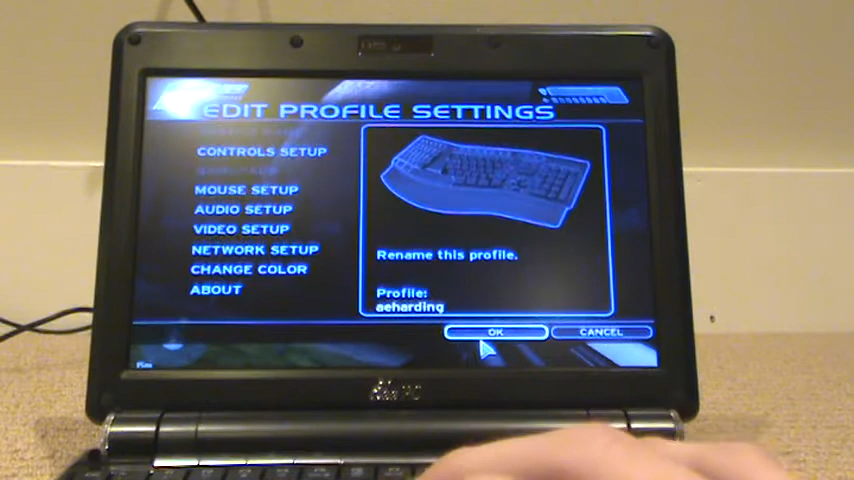 EDIT PROFILE SETTINGS
CONTROLS SETUP
MOUSE SETUP
AUDIO SETUP
VIDEO SETUP
NETWORK SETUP
CHANGE COLOR
ABOUT
Rename this profile.
Profile:
aeharding
OK
CANCEL